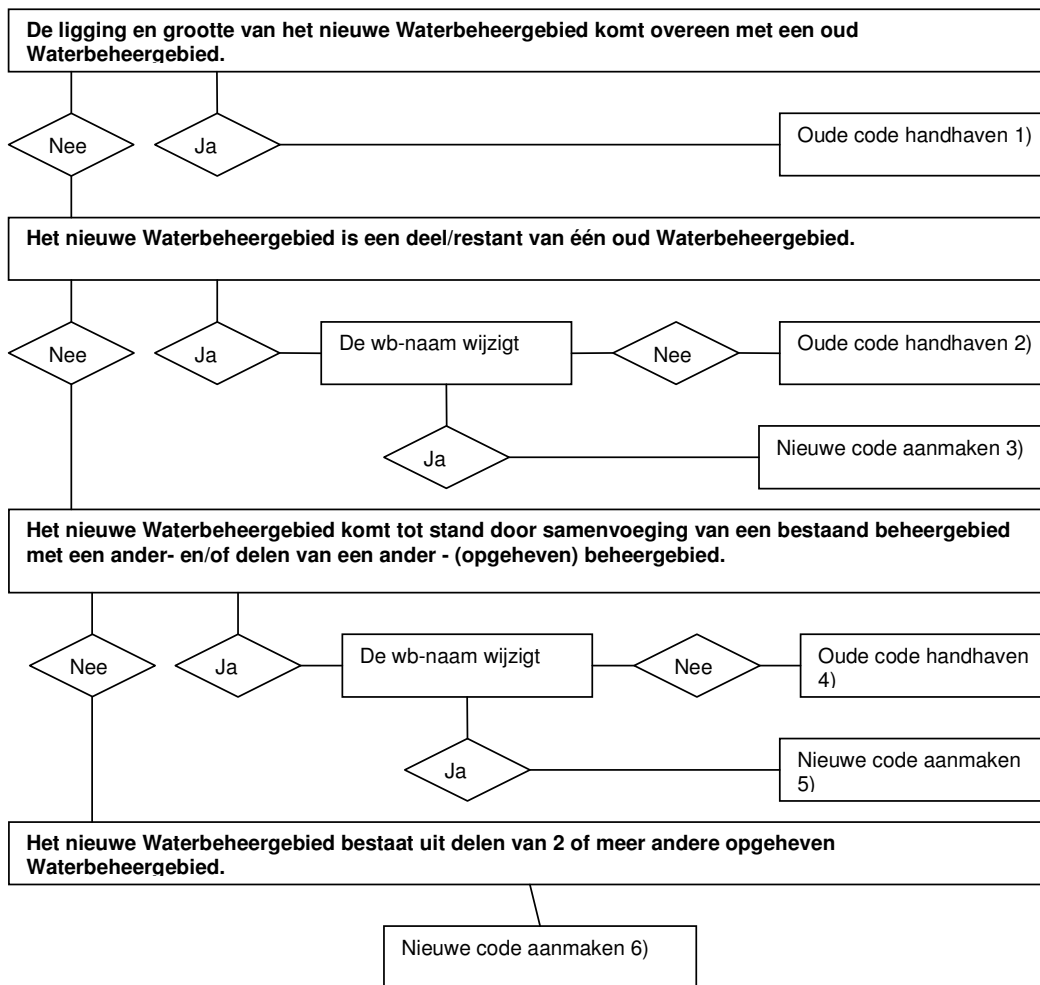 De ligging en grootte van het nieuwe Waterbeheergebied komt overeen met een oud
Waterbeheergebied.
Nee
Ja
Oude code handhaven 1)
Het nieuwe Waterbeheergebied is een deel/restant van één oud Waterbeheergebied.
Nee
Ja
De wb-naam wijzigt
Nee
Oude code handhaven 2)
Ja
Nieuwe code aanmaken 3)
Het nieuwe Waterbeheergebied komt tot stand door samenvoeging van een bestaand beheergebied
met een ander- en/of delen van een ander - (opgeheven) beheergebied.
Nee
Ja
De wb-naam wijzigt
Nee
Oude code handhaven
4)
Ja
Nieuwe code aanmaken
5)
Het nieuwe Waterbeheergebied bestaat uit delen van 2 of meer andere opgeheven
Waterbeheergebied.
Nieuwe code aanmaken 6)